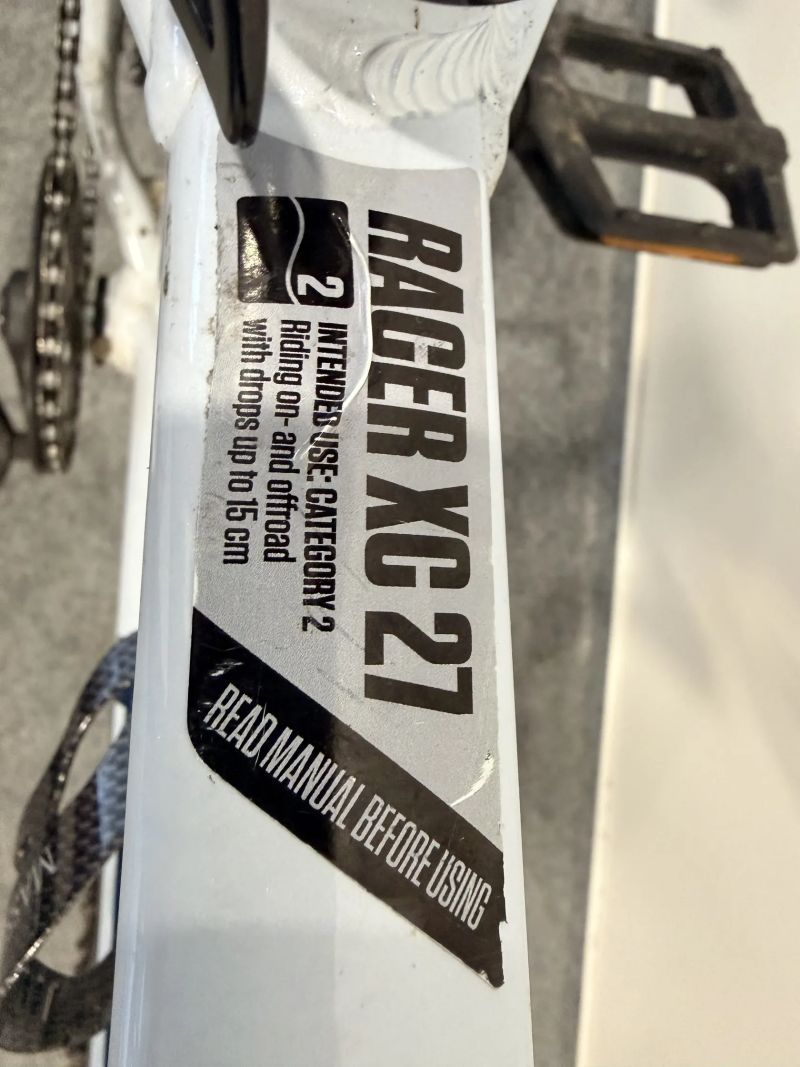 RACER XC 27
2
INTENDED USE: CATEGORY 2
Riding on- and offroad
with drops up to 15 cm
READ MANUAL BEFORE USING